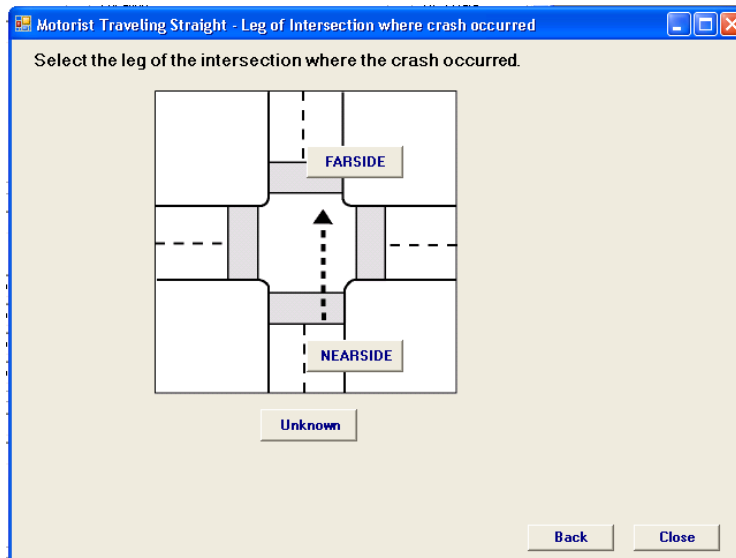 Motorist Traveling Straight - Leg of Intersection where crash occurred
Select the leg of the intersection where the crash occurred.
FARSIDE
NEARSIDE
Unknown
Back Close